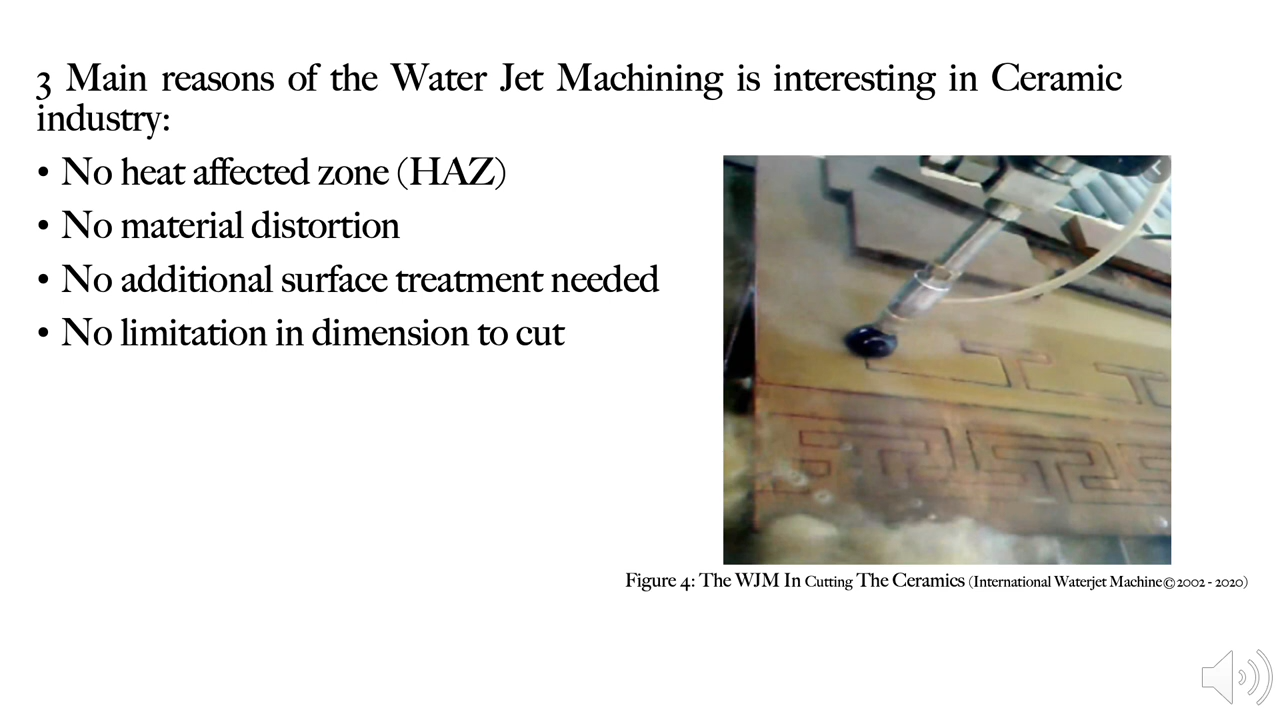 3 Main reasons of the Water Jet Machining is interesting in Ceramic
industry:
• No heat affected zone (HAZ)
• No material distortion
• No additional surface treatment needed
• No limitation in dimension to cut
Figure 4: The WJM In Cutting The Ceramics (International Waterjet Machine©2002 - 2020)